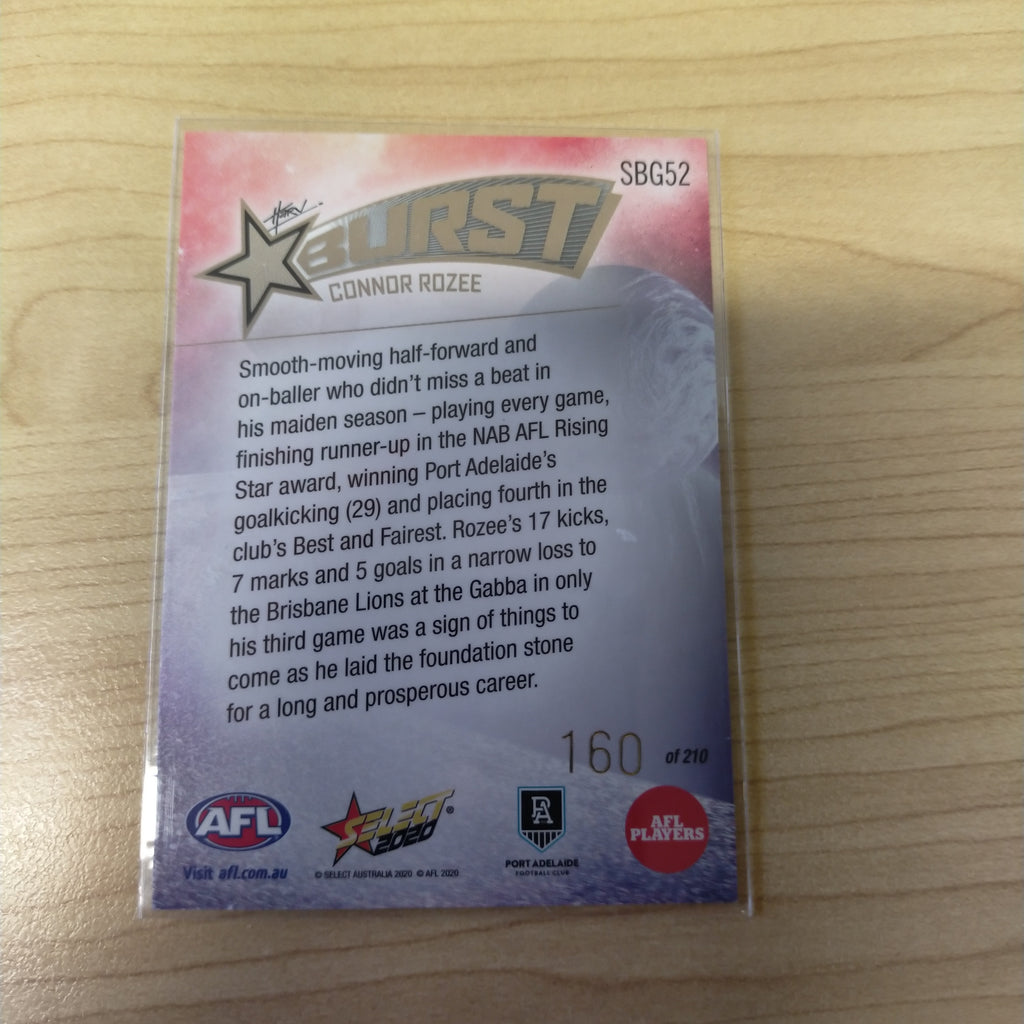 SBG52
BURST
CONNOR ROZEE
Smooth-moving half-forward and
on-baller who didn't miss a beat in
his maiden season – playing every game,
finishing runner-up in the NAB AFL Rising
Star award, winning Port Adelaide's
goalkicking (29) and placing fourth in the
club's Best and Fairest. Rozee's 17 kicks,
7 marks and 5 goals in a narrow loss to
the Brisbane Lions at the Gabba in only
his third game was a sign of things to
come as he laid the foundation stone
for a long and prosperous career.
160 of 210
AFL
Visit afl.com.au
SELECT®
2020
© SELECT AUSTRALIA 2020 © AFL 2020
PA
PORT ADELAIDE
FOOTBALL CLUB
AFL
PLAYERS